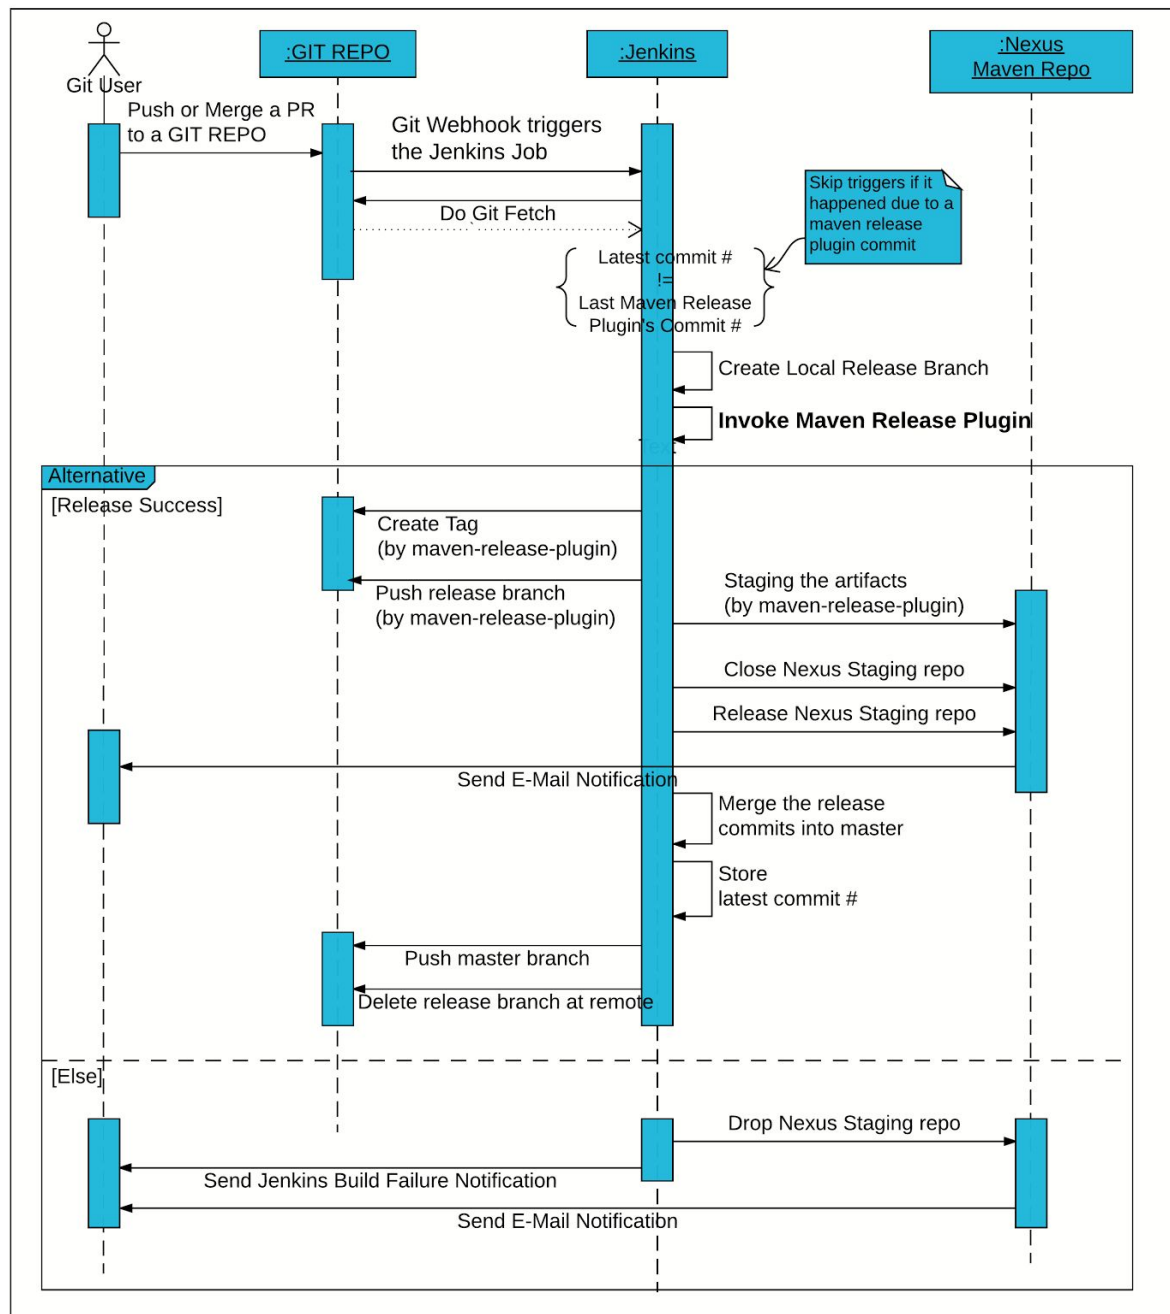 Git User
:GIT REPO
:Jenkins
:Nexus
Maven Repo
Push or Merge a PR
to a GIT REPO
Git Webhook triggers
the Jenkins Job
Do Git Fetch
Skip triggers if it
happened due to a
maven release
plugin commit
Latest commit #
!=
Last Maven Release
Plugin's Commit #
Create Local Release Branch
Invoke Maven Release Plugin
Text
Alternative
[Release Success]
Create Tag
(by maven-release-plugin)
Push release branch
(by maven-release-plugin)
Staging the artifacts
(by maven-release-plugin)
Close Nexus Staging repo
Release Nexus Staging repo
Send E-Mail Notification
Merge the release
commits into master
Store
latest commit #
Push master branch
Delete release branch at remote
[Else]
Drop Nexus Staging repo
Send Jenkins Build Failure Notification
Send E-Mail Notification